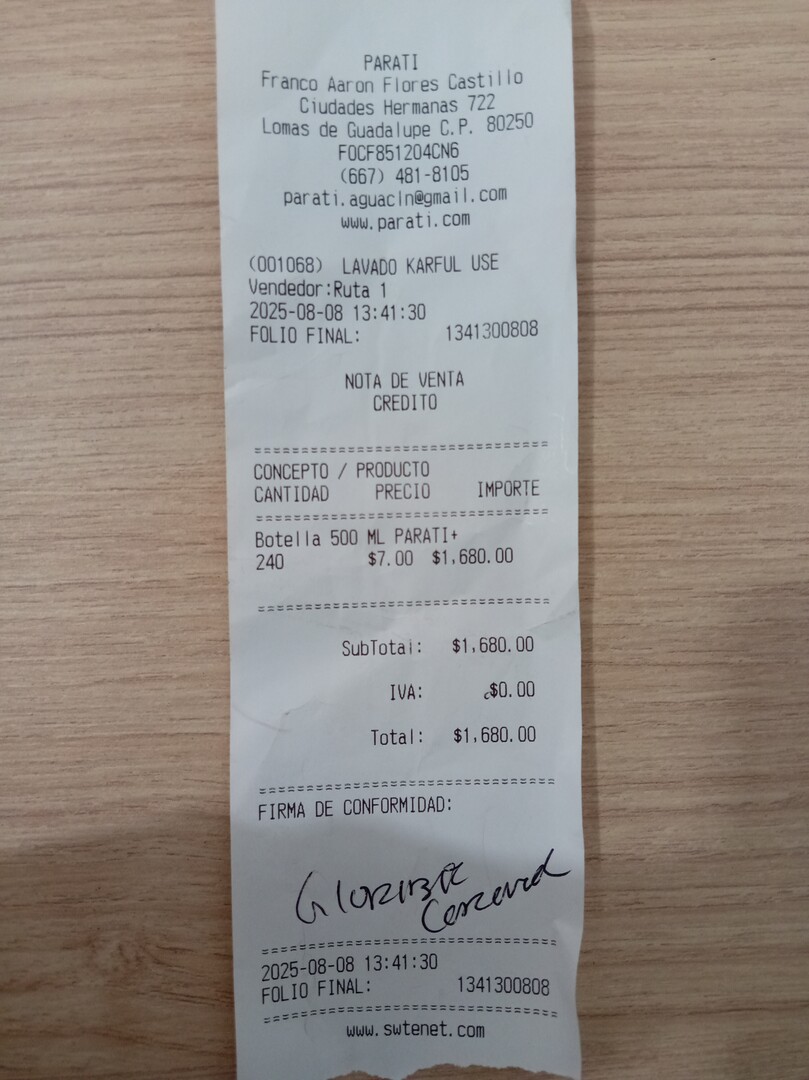 PARATI
Franco Aaron Flores Castillo
Ciudades Hermanas 722
Lomas de Guadalupe C.P. 80250
FOCF851204CN6
(667) 481-8105
parati.aguacln@gmail.com
www.parati.com
(001068) LAVADO KARFUL USE
Vendedor:Ruta 1
2025-08-08 13:41:30
FOLIO FINAL: 1341300808
NOTA DE VENTA
CREDITO
================================
CONCEPTO / PRODUCTO
CANTIDAD PRECIO IMPORTE
================================
Botella 500 ML PARATI+
240 $7.00 $1,680.00
================================
SubTotal: $1,680.00
IVA: $0.00
Total: $1,680.00
================================
FIRMA DE CONFORMIDAD:
================================
2025-08-08 13:41:30
FOLIO FINAL: 1341300808
================================
www.swtenet.com